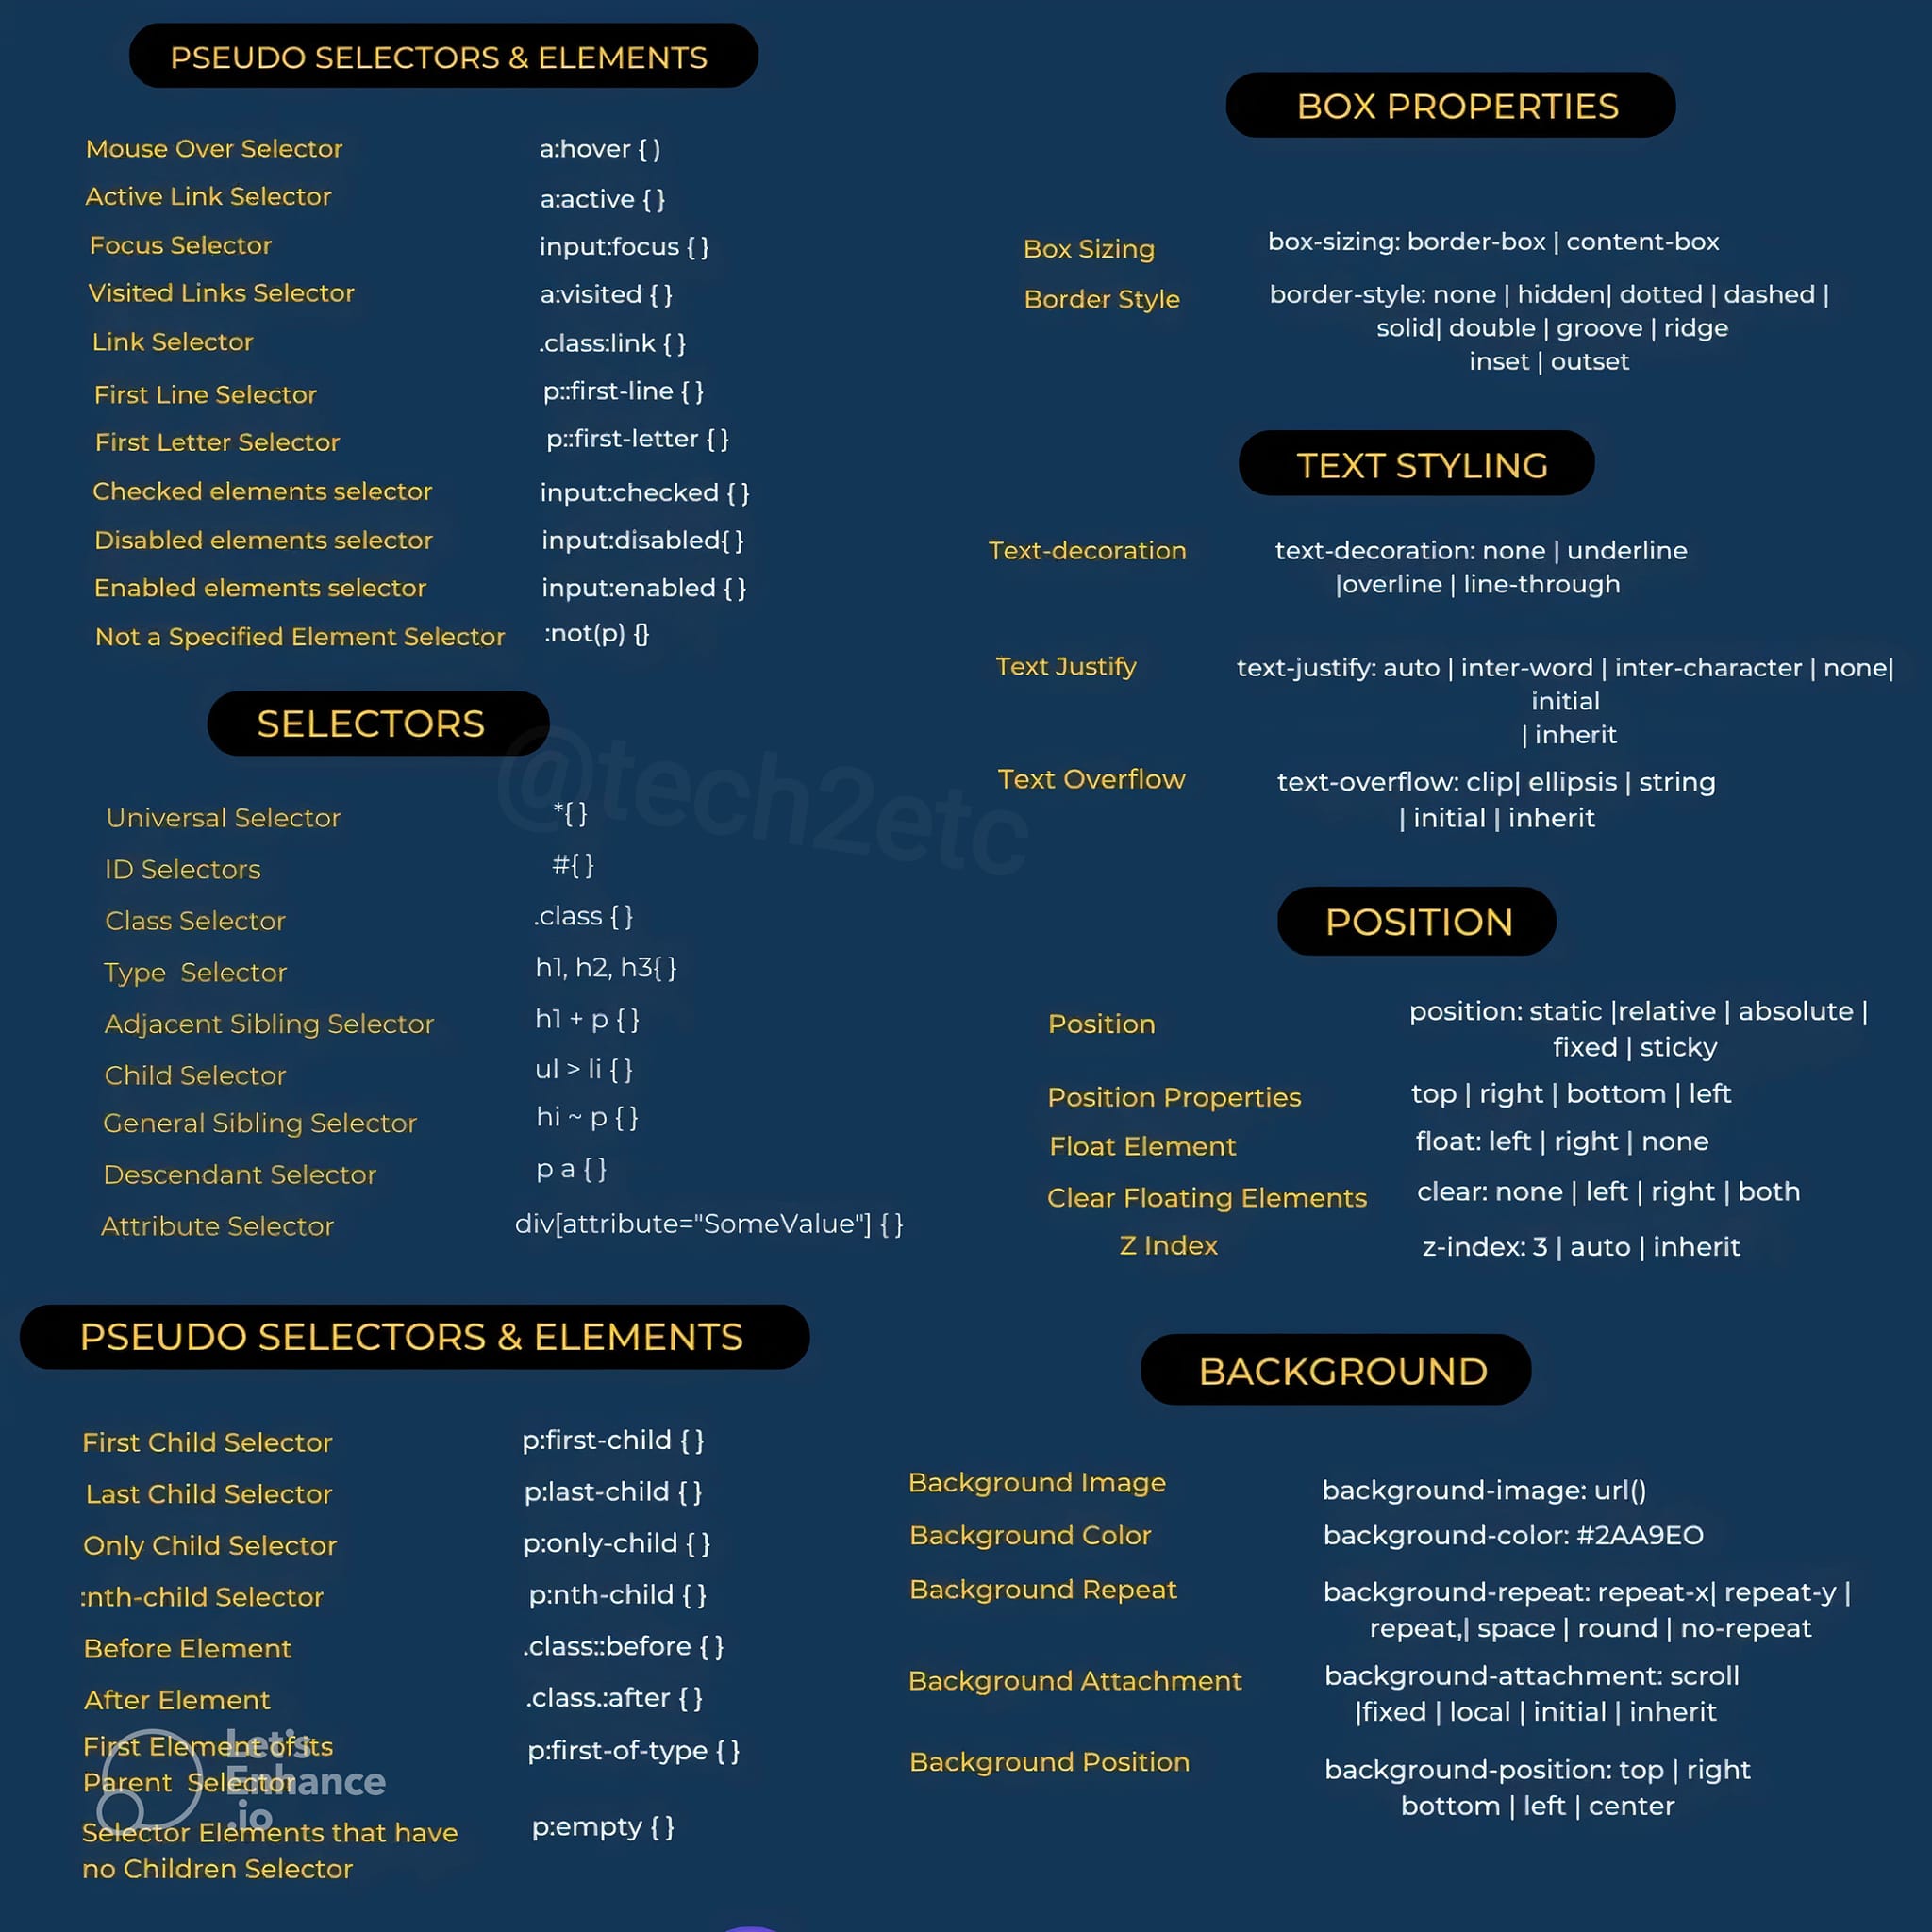 PSEUDO SELECTORS & ELEMENTS
Mouse Over Selector a:hover { )
Active Link Selector a:active { }
Focus Selector input:focus { }
Visited Links Selector a:visited { }
Link Selector .class:link { }
First Line Selector p::first-line { }
First Letter Selector p::first-letter { }
Checked elements selector input:checked { }
Disabled elements selector input:disabled{ }
Enabled elements selector input:enabled { }
Not a Specified Element Selector :not(p) {}
SELECTORS
Universal Selector *{ }
ID Selectors #{ }
Class Selector .class { }
Type Selector h1, h2, h3{ }
Adjacent Sibling Selector h1 + p { }
Child Selector ul > li { }
General Sibling Selector hi ~ p { }
Descendant Selector p a { }
Attribute Selector div[attribute="SomeValue"] { }
PSEUDO SELECTORS & ELEMENTS
First Child Selector p:first-child { }
Last Child Selector p:last-child { }
Only Child Selector p:only-child { }
:nth-child Selector p:nth-child { }
Before Element .class::before { }
After Element .class.:after { }
First Element of its p:first-of-type { }
Parent Selector
Selector Elements that have p:empty { }
no Children Selector
Let's
Enhance
.io
@tech2etc
BOX PROPERTIES
Box Sizing box-sizing: border-box | content-box
Border Style border-style: none | hidden| dotted | dashed |
solid| double | groove | ridge
inset | outset
TEXT STYLING
Text-decoration text-decoration: none | underline
|overline | line-through
Text Justify text-justify: auto | inter-word | inter-character | none|
initial
| inherit
Text Overflow text-overflow: clip| ellipsis | string
| initial | inherit
POSITION
Position position: static |relative | absolute |
fixed | sticky
Position Properties top | right | bottom | left
Float Element float: left | right | none
Clear Floating Elements clear: none | left | right | both
Z Index z-index: 3 | auto | inherit
BACKGROUND
Background Image background-image: url()
Background Color background-color: #2AA9EO
Background Repeat background-repeat: repeat-x| repeat-y |
repeat,| space | round | no-repeat
Background Attachment background-attachment: scroll
|fixed | local | initial | inherit
Background Position background-position: top | right
bottom | left | center